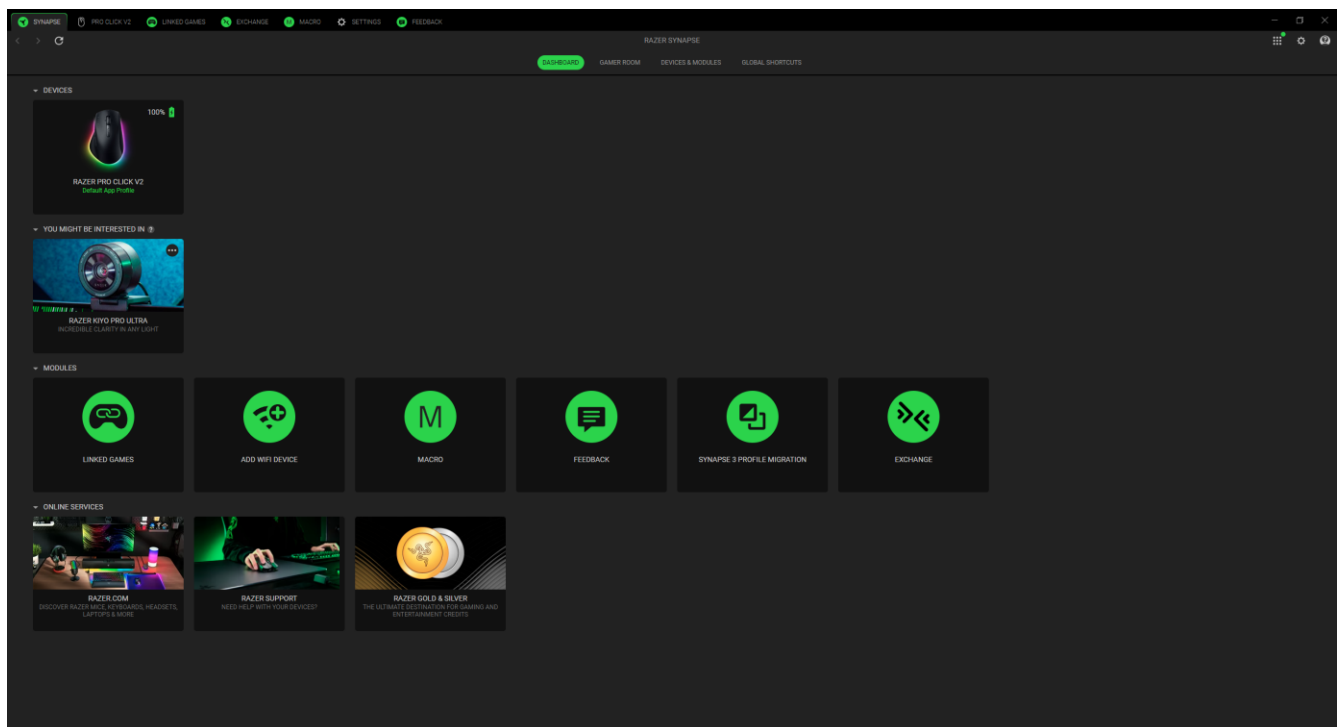 SYNAPSE
PRO CLICK V2
LINKED GAMES
EXCHANGE
MACRO
SETTINGS
FEEDBACK
RAZER SYNAPSE
DASHBOARD
GAMER ROOM
DEVICES & MODULES
GLOBAL SHORTCUTS
DEVICES
100%
RAZER PRO CLICK V2
Default App Profile
YOU MIGHT BE INTERESTED IN ?
RAZER KIYO PRO ULTRA
INCREDIBLE CLARITY IN ANY LIGHT
MODULES
M
LINKED GAMES
ADD WIFI DEVICE
MACRO
FEEDBACK
SYNAPSE 3 PROFILE MIGRATION
EXCHANGE
ONLINE SERVICES
RAZER.COM
DISCOVER RAZER MICE, KEYBOARDS, HEADSETS,
LAPTOPS & MORE
RAZER SUPPORT
NEED HELP WITH YOUR DEVICES?
RAZER GOLD & SILVER
THE ULTIMATE DESTINATION FOR GAMING AND
ENTERTAINMENT CREDITS